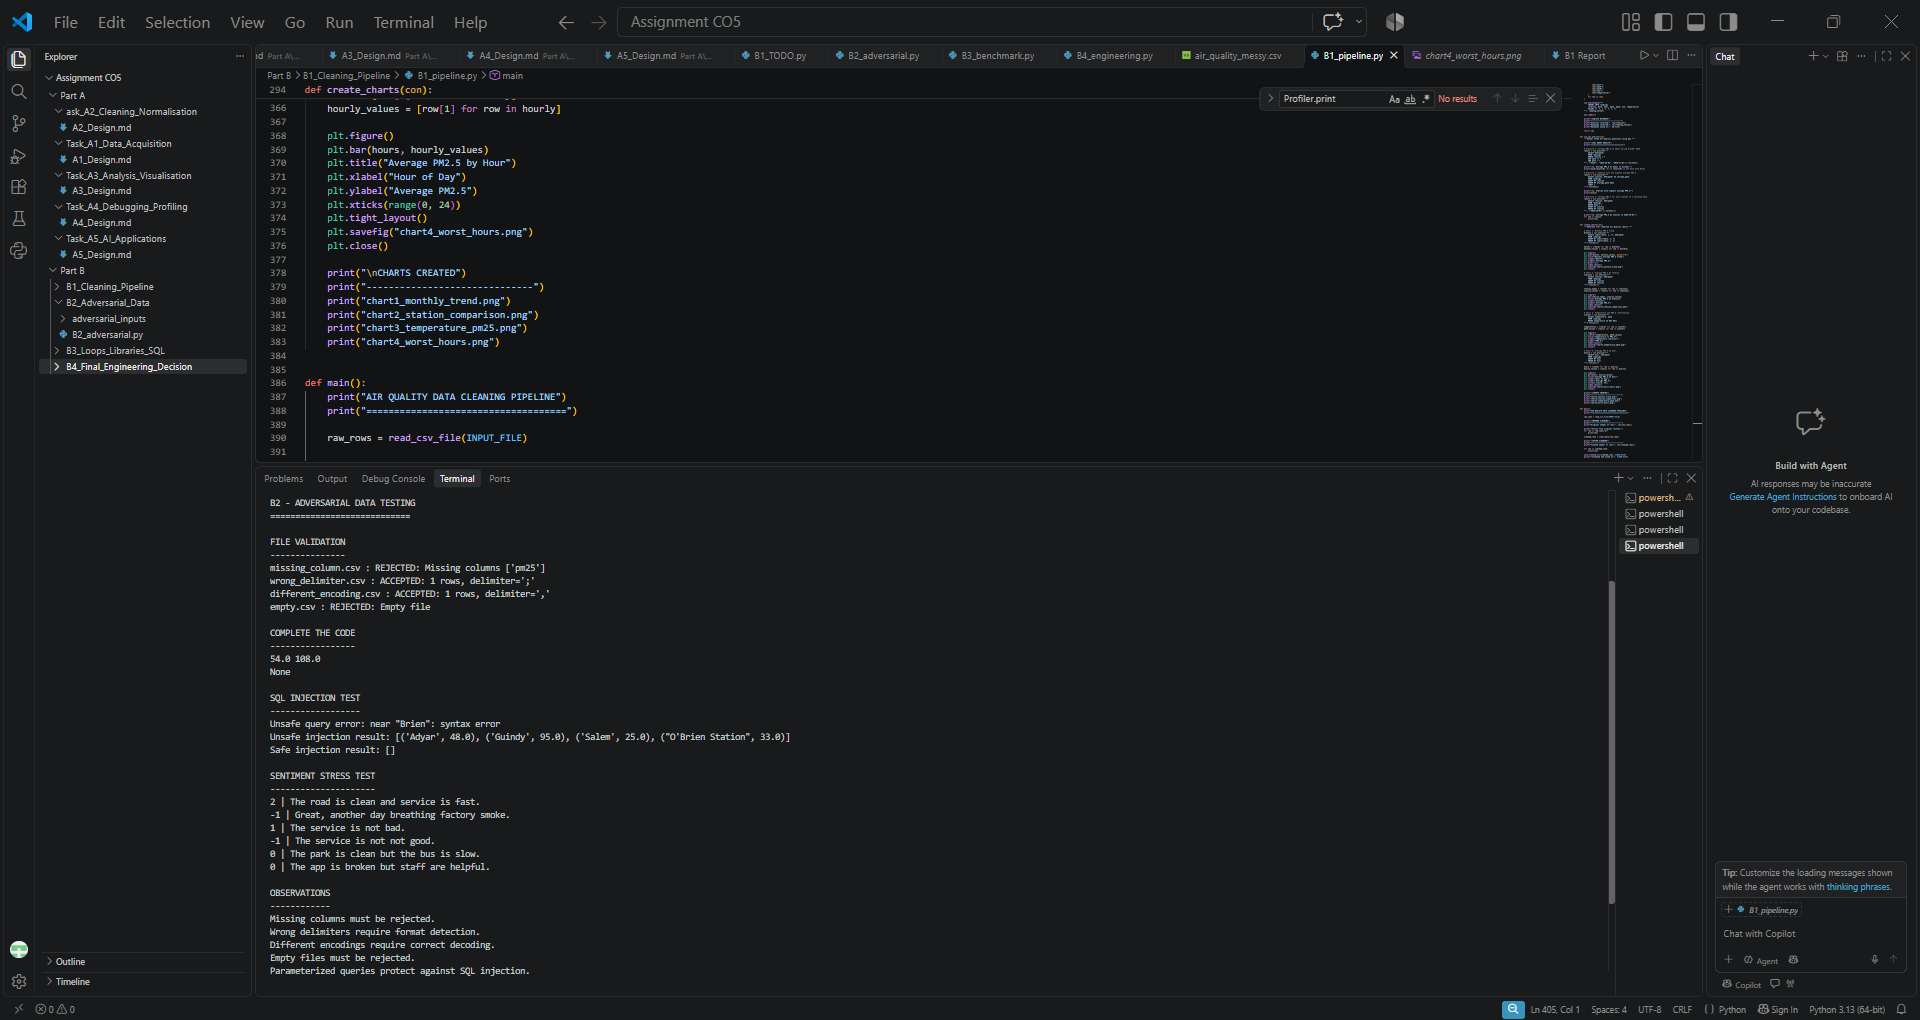 File Edit Selection View Go Run Terminal Help
Assignment CO5
Explorer
Assignment CO5
Part A
ask_A2_Cleaning_Normalisation
A2_Design.md
Task_A1_Data_Acquisition
A1_Design.md
Task_A3_Analysis_Visualisation
A3_Design.md
Task_A4_Debugging_Profiling
A4_Design.md
Task_A5_AI_Applications
A5_Design.md
Part B
B1_Cleaning_Pipeline
B2_Adversarial_Data
adversarial_inputs
B2_adversarial.py
B3_Loops_Libraries_SQL
B4_Final_Engineering_Decision
Outline
Timeline
nd Part A\... A3_Design.md Part A\... A4_Design.md Part A\... A5_Design.md Part A\... B1_TODO.py B2_adversarial.py B3_benchmark.py B4_engineering.py air_quality_messy.csv B1_pipeline.py chart4_worst_hours.png B1 Report
Part B > B1_Cleaning_Pipeline > B1_pipeline.py > main
294 def create_charts(con):
366 hourly_values = [row[1] for row in hourly]
367
368 plt.figure()
369 plt.bar(hours, hourly_values)
370 plt.title("Average PM2.5 by Hour")
371 plt.xlabel("Hour of Day")
372 plt.ylabel("Average PM2.5")
373 plt.xticks(range(0, 24))
374 plt.tight_layout()
375 plt.savefig("chart4_worst_hours.png")
376 plt.close()
377
378 print("\nCHARTS CREATED")
379 print("------------------------------")
380 print("chart1_monthly_trend.png")
381 print("chart2_station_comparison.png")
382 print("chart3_temperature_pm25.png")
383 print("chart4_worst_hours.png")
384
385
386 def main():
387 print("AIR QUALITY DATA CLEANING PIPELINE")
388 print("====================================")
389
390 raw_rows = read_csv_file(INPUT_FILE)
391
Profiler.print Aa ab .* No results
Problems Output Debug Console Terminal Ports
B2 - ADVERSARIAL DATA TESTING
============================
FILE VALIDATION
---------------
missing_column.csv : REJECTED: Missing columns ['pm25']
wrong_delimiter.csv : ACCEPTED: 1 rows, delimiter=';'
different_encoding.csv : ACCEPTED: 1 rows, delimiter=','
empty.csv : REJECTED: Empty file
COMPLETE THE CODE
-----------------
54.0 108.0
None
SQL INJECTION TEST
------------------
Unsafe query error: near "Brien": syntax error
Unsafe injection result: [('Adyar', 48.0), ('Guindy', 95.0), ('Salem', 25.0), ("O'Brien Station", 33.0)]
Safe injection result: []
SENTIMENT STRESS TEST
---------------------
2 | The road is clean and service is fast.
-1 | Great, another day breathing factory smoke.
1 | The service is not bad.
-1 | The service is not not good.
0 | The park is clean but the bus is slow.
0 | The app is broken but staff are helpful.
OBSERVATIONS
------------
Missing columns must be rejected.
Wrong delimiters require format detection.
Different encodings require correct decoding.
Empty files must be rejected.
Parameterized queries protect against SQL injection.
powersh...
powershell
powershell
powershell
Chat
Build with Agent
AI responses may be inaccurate
Generate Agent Instructions to onboard AI
onto your codebase.
Tip: Customize the loading messages shown
while the agent works with thinking phrases.
B1_pipeline.py
Chat with Copilot
Agent
Copilot
0 0
Ln 405, Col 1 Spaces: 4 UTF-8 CRLF Python Sign In Python 3.13 (64-bit)